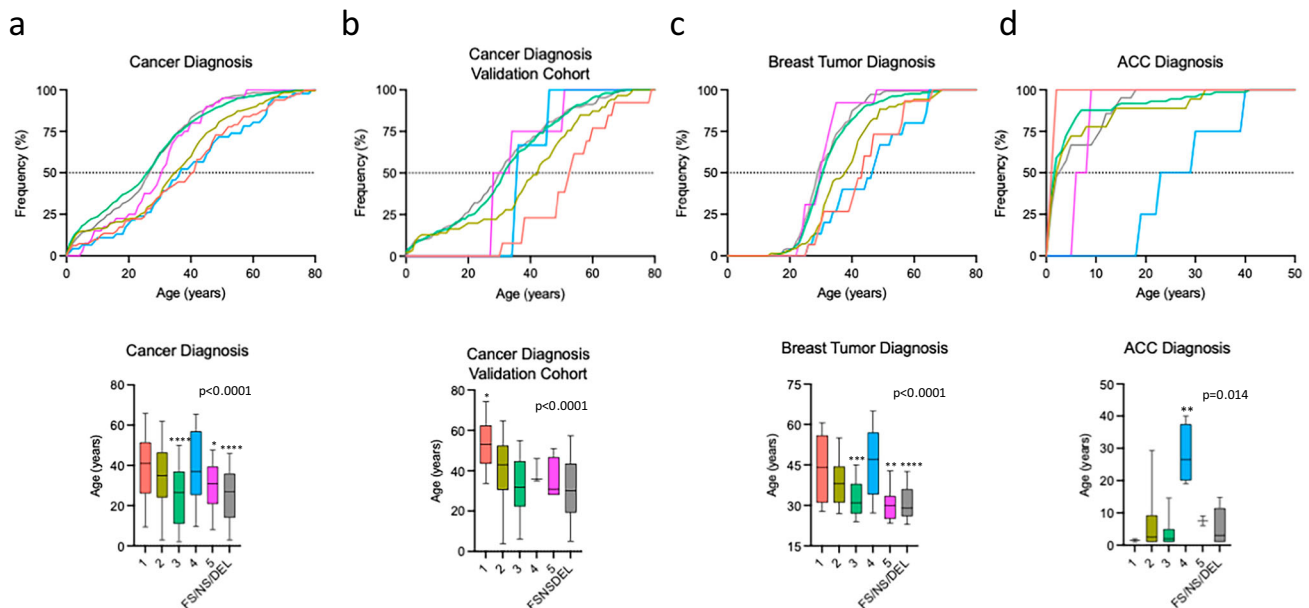 a
b
c
d
Cancer Diagnosis
Cancer Diagnosis
Validation Cohort
Breast Tumor Diagnosis
ACC Diagnosis
Frequency (%)
100
75
50
25
0
0 20 40 60 80
Age (years)
Frequency (%)
100
75
50
25
0
0 20 40 60 80
Age (years)
Frequency (%)
100
75
50
25
0
0 20 40 60 80
Age (years)
Frequency (%)
100
75
50
25
0
0 10 20 30 40 50
Age (years)
Cancer Diagnosis
p<0.0001
Age (years)
80
60
40
20
0
**** * ****
1 2 3 4 5 FS/NS/DEL
Cancer Diagnosis
Validation Cohort
p<0.0001
Age (years)
80
60
40
20
0
*
1 2 3 4 5 FSNSDEL
Breast Tumor Diagnosis
p<0.0001
Age (years)
75
60
45
30
15
*** ** ****
1 2 3 4 5 FS/NS/DEL
ACC Diagnosis
p=0.014
Age (years)
50
40
30
20
10
0
**
1 2 3 4 5 FS/NS/DEL